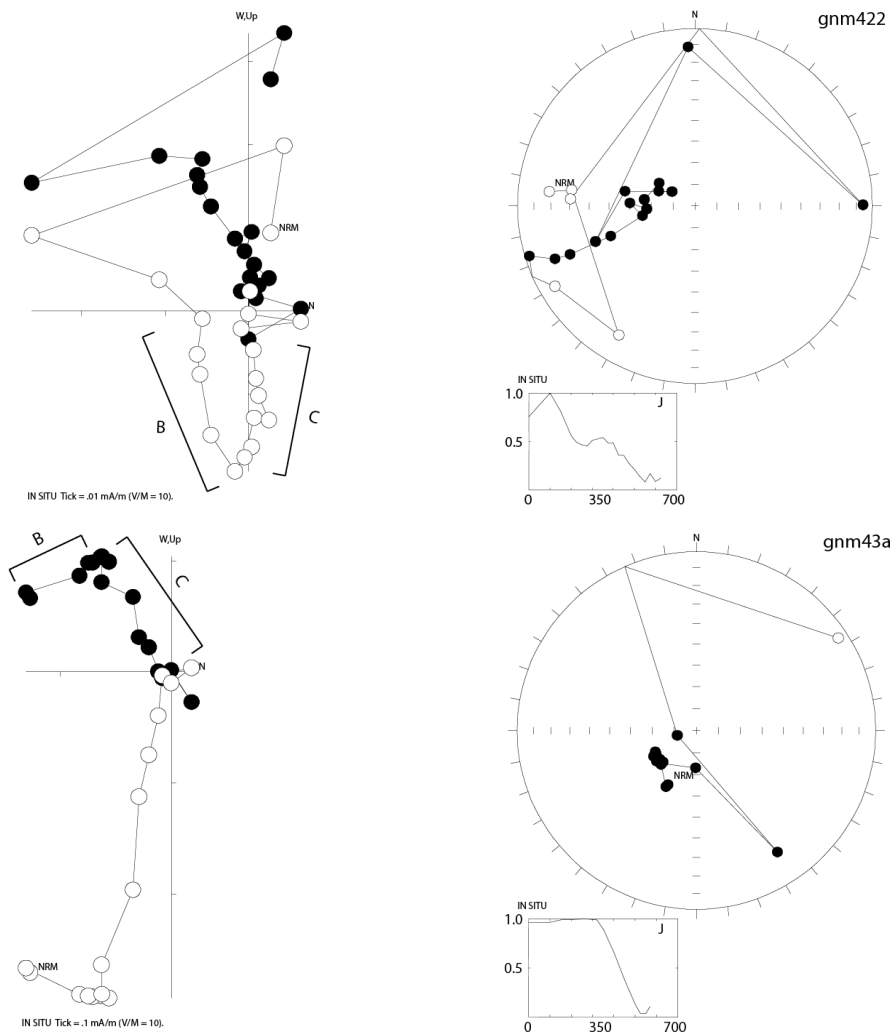 W,Up
N
gnm422
NRM
NRM
N
B
C
IN SITU
J
1.0
0.5
0
350
700
IN SITU Tick = .01 mA/m (V/M = 10).
W,Up
N
gnm43a
B
C
N
NRM
NRM
IN SITU
J
1.0
0.5
0
350
700
IN SITU Tick = .1 mA/m (V/M = 10).